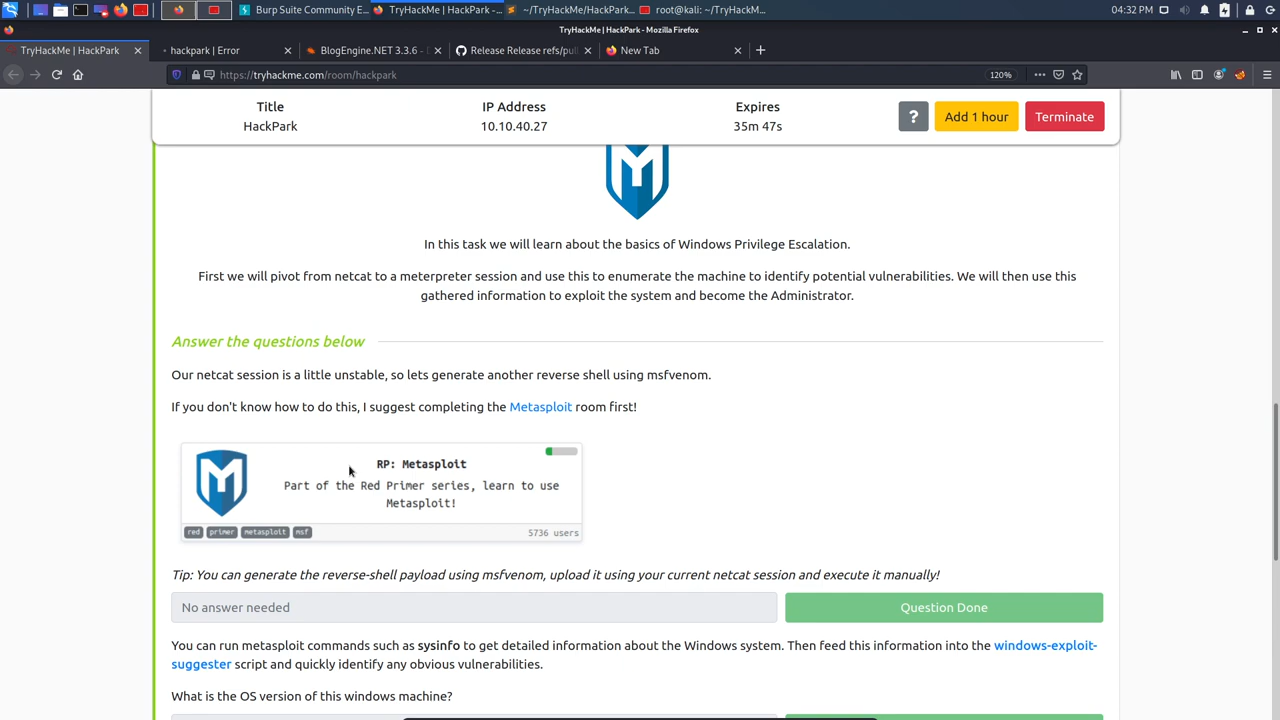 Burp Suite Community E...
TryHackMe | HackPark -...
~/TryHackMe/HackPark...
root@kali: ~/TryHackM...
04:32 PM
TryHackMe | HackPark - Mozilla Firefox
TryHackMe | HackPark
hackpark | Error
BlogEngine.NET 3.3.6 -
Release Release refs/pull
New Tab
https://tryhackme.com/room/hackpark
120%
Title
IP Address
Expires
HackPark
10.10.40.27
35m 47s
?
Add 1 hour
Terminate
In this task we will learn about the basics of Windows Privilege Escalation.
First we will pivot from netcat to a meterpreter session and use this to enumerate the machine to identify potential vulnerabilities. We will then use this
gathered information to exploit the system and become the Administrator.
Answer the questions below
Our netcat session is a little unstable, so lets generate another reverse shell using msfvenom.
If you don't know how to do this, I suggest completing the Metasploit room first!
RP: Metasploit
Part of the Red Primer series, learn to use
Metasploit!
red primer metasploit msf
5736 users
Tip: You can generate the reverse-shell payload using msfvenom, upload it using your current netcat session and execute it manually!
No answer needed
Question Done
You can run metasploit commands such as sysinfo to get detailed information about the Windows system. Then feed this information into the windows-exploit-
suggester script and quickly identify any obvious vulnerabilities.
What is the OS version of this windows machine?